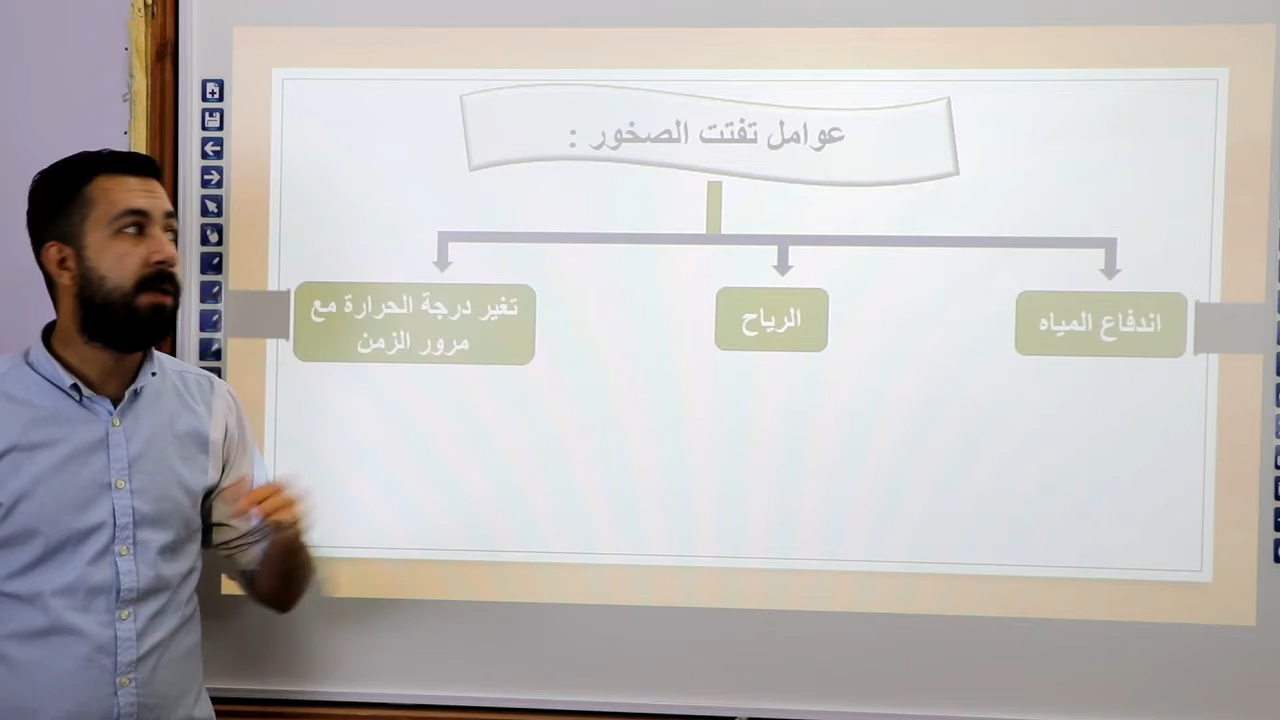 عوامل تفتت الصخور :
اندفاع المياه
الرياح
تغير درجة الحرارة مع
مرور الزمن